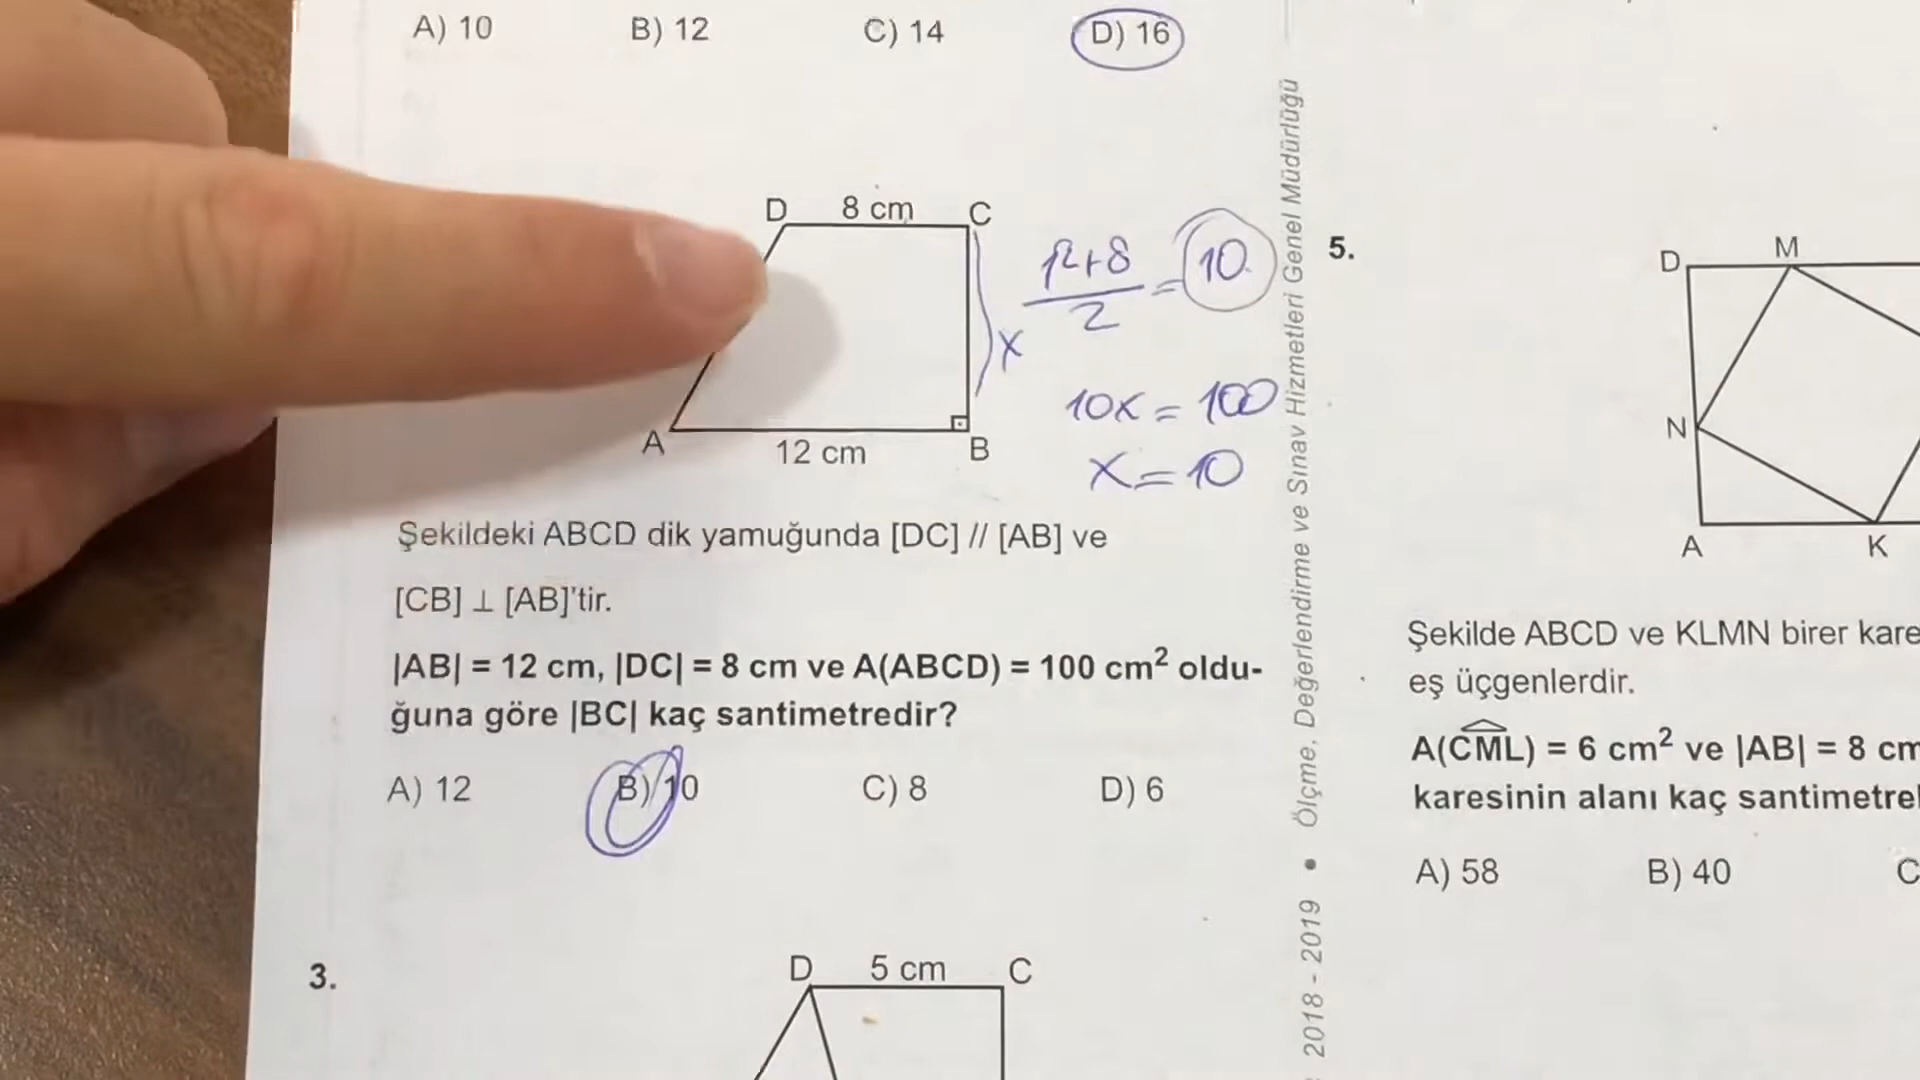 A) 10 B) 12 C) 14 D) 16
D 8 cm C
12+8
2
= 10
x
10x = 100
x = 10
A 12 cm B
Şekildeki ABCD dik yamuğunda [DC] // [AB] ve
[CB] ⊥ [AB]'tir.
|AB| = 12 cm, |DC| = 8 cm ve A(ABCD) = 100 cm² oldu-
ğuna göre |BC| kaç santimetredir?
A) 12 B) 10 C) 8 D) 6
3.
D 5 cm C
2018 - 2019 • Ölçme, Değerlendirme ve Sınav Hizmetleri Genel Müdürlüğü
5.
D M
N
A K
Şekilde ABCD ve KLMN birer kare
eş üçgenlerdir.
A(CML) = 6 cm² ve |AB| = 8 cm
karesinin alanı kaç
A) 58 B) 40 C